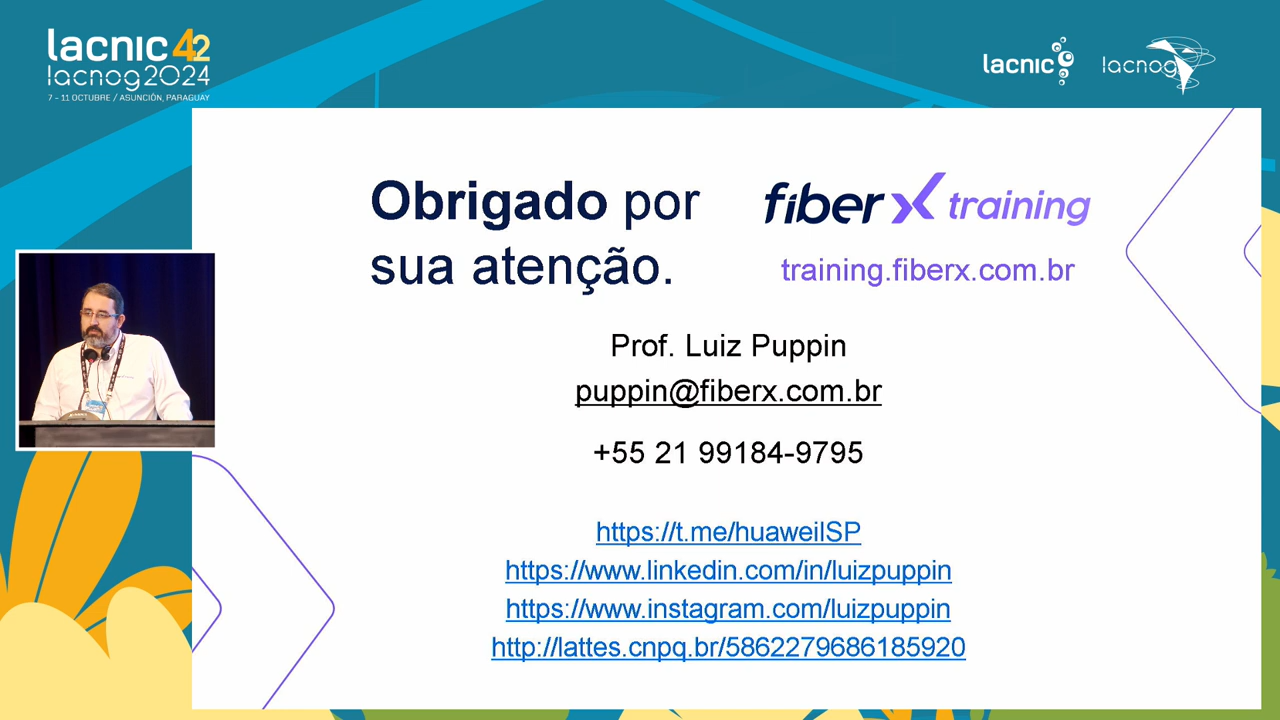 lacnic 42
lacnog2024
7 - 11 OCTUBRE / ASUNCIÓN, PARAGUAY
lacnic
lacnog
Obrigado por
sua atenção.
fiberx training
training.fiberx.com.br
Prof. Luiz Puppin
puppin@fiberx.com.br
+55 21 99184-9795
https://t.me/huaweiISP
https://www.linkedin.com/in/luizpuppin
https://www.instagram.com/luizpuppin
http://lattes.cnpq.br/5862279686185920